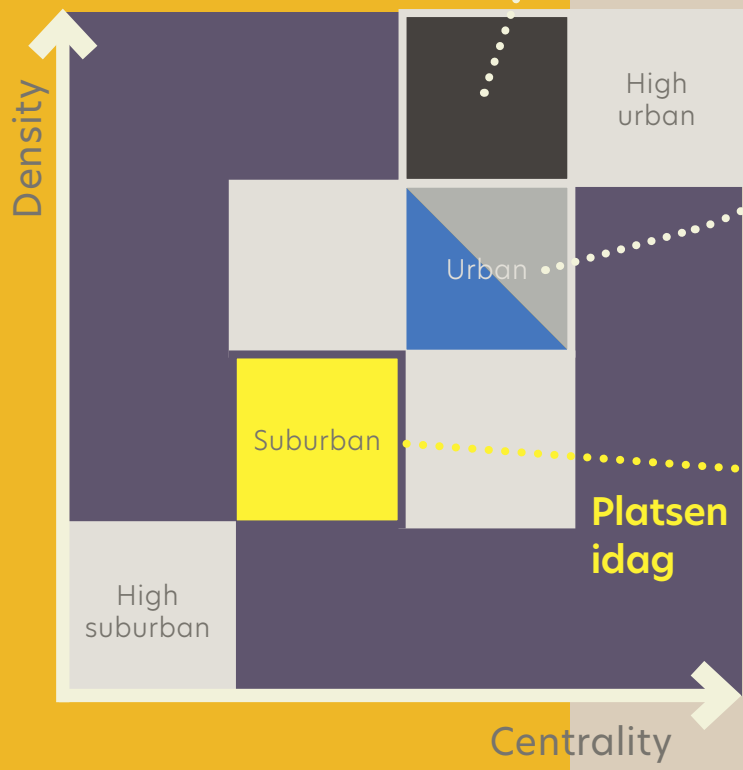 Density
High
urban
Urban
Suburban
Platsen
idag
High
suburban
Centrality